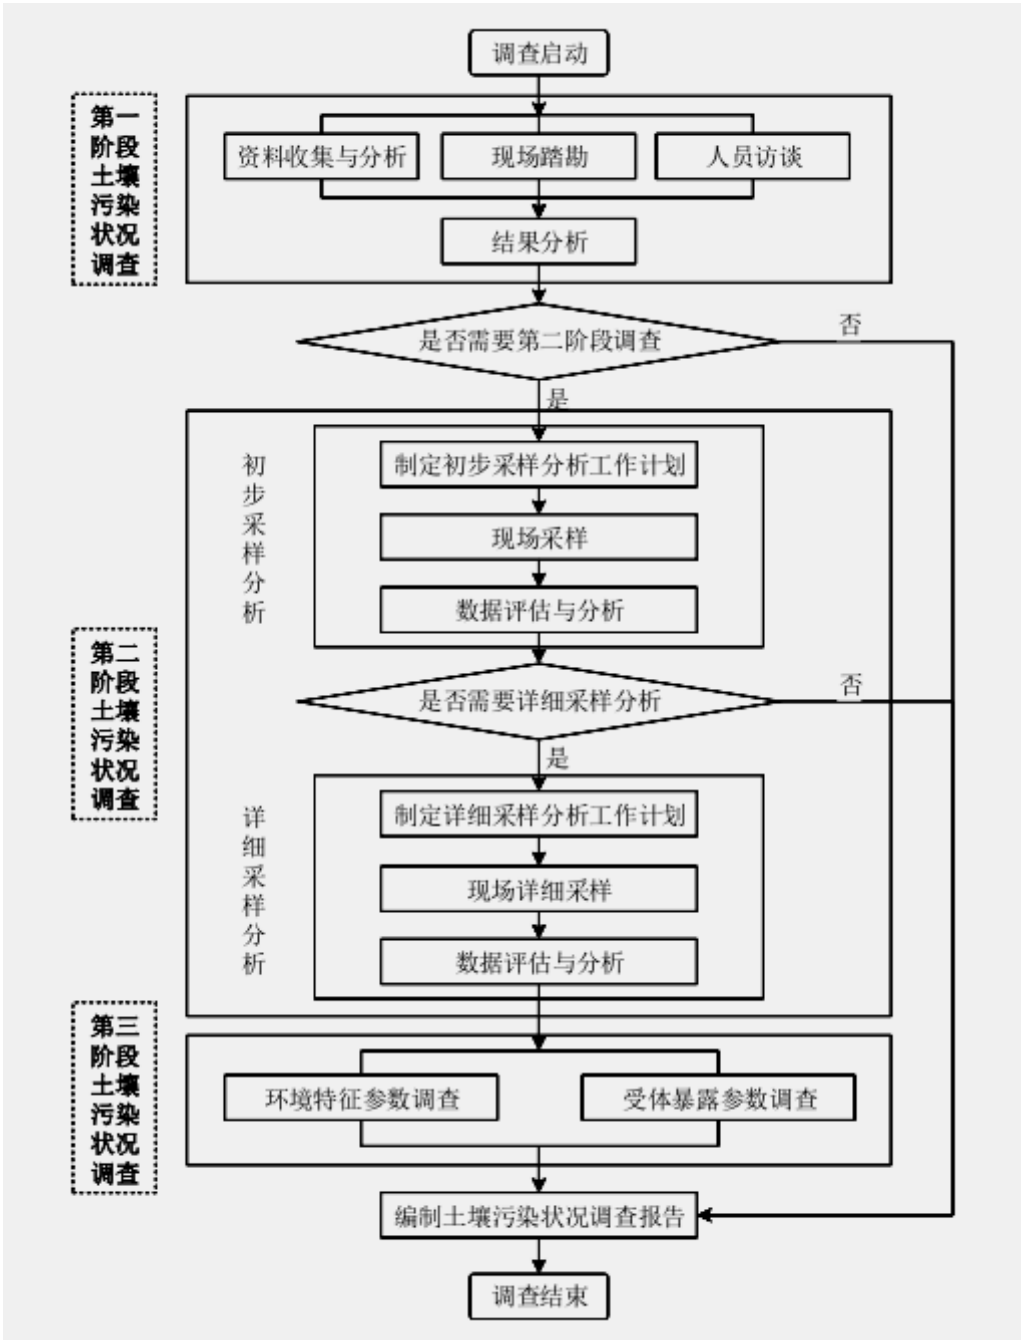 调查启动
第一
阶段
土壤
污染
状况
调查
资料收集与分析
现场踏勘
人员访谈
结果分析
是否需要第二阶段调查
否
是
第二
阶段
土壤
污染
状况
调查
初
步
采
样
分
析
制定初步采样分析工作计划
现场采样
数据评估与分析
是否需要详细采样分析
否
是
详
细
采
样
分
析
制定详细采样分析工作计划
现场详细采样
数据评估与分析
第三
阶段
土壤
污染
状况
调查
环境特征参数调查
受体暴露参数调查
编制土壤污染状况调查报告
调查结束